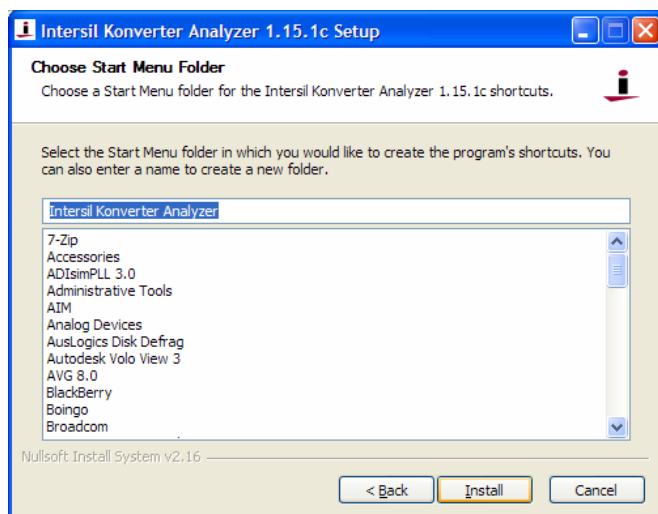 Intersil Konverter Analyzer 1.15.1c Setup
Choose Start Menu Folder
Choose a Start Menu folder for the Intersil Konverter Analyzer 1.15.1c shortcuts.
Select the Start Menu folder in which you would like to create the program's shortcuts. You
can also enter a name to create a new folder.
Intersil Konverter Analyzer
7-Zip
Accessories
ADIsimPLL 3.0
Administrative Tools
AIM
Analog Devices
AusLogics Disk Defrag
Autodesk Volo View 3
AVG 8.0
BlackBerry
Boingo
Broadcom
Nullsoft Install System v2.16
< Back
Install
Cancel